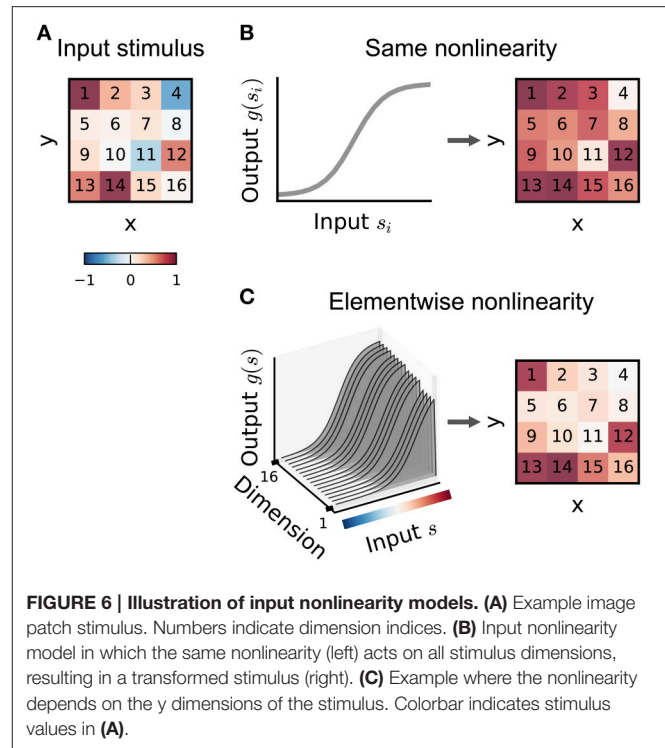 A
Input stimulus
y
1 2 3 4
5 6 7 8
9 10 11 12
13 14 15 16
x
−1 0 1
B
Same nonlinearity
Output g(s_i)
Input s_i
y
1 2 3 4
5 6 7 8
9 10 11 12
13 14 15 16
x
C
Elementwise nonlinearity
Output g(s)
16
Dimension
1
Input s
y
1 2 3 4
5 6 7 8
9 10 11 12
13 14 15 16
x
FIGURE 6 | Illustration of input nonlinearity models. (A) Example image
patch stimulus. Numbers indicate dimension indices. (B) Input nonlinearity
model in which the same nonlinearity (left) acts on all stimulus dimensions,
resulting in a transformed stimulus (right). (C) Example where the nonlinearity
depends on the y dimensions of the stimulus. Colorbar indicates stimulus
values in (A).